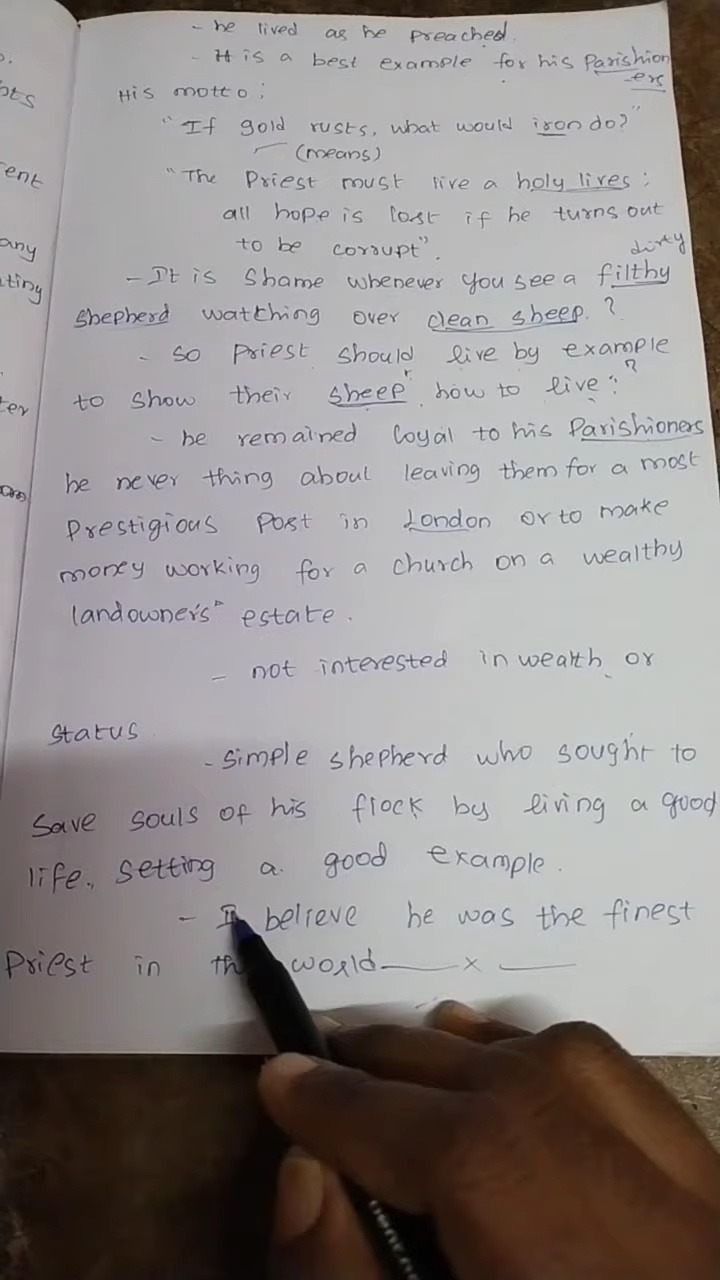 - he lived as he preached.
- It is a best example for his Parishion
ers
His motto:
"If gold rusts, what would iron do?"
(means)
"The Priest must live a holy lives;
all hope is lost if he turns out
to be corrupt".
dirty
- It is shame whenever you see a filthy
shepherd watching over clean sheep.?
- so Priest should live by example
to show their "sheep" how to live?
- he remained loyal to his Parishioners
he never thing about leaving them for a most
Prestigious Post in London or to make
money working for a church on a wealthy
landowners" estate.
- not interested in wealth or
status
- simple shepherd who sought to
save souls of his flock by living a good
life, setting a good example.
- I believe he was the finest
Priest in the world — x —
ots
ent
any
ting
ter